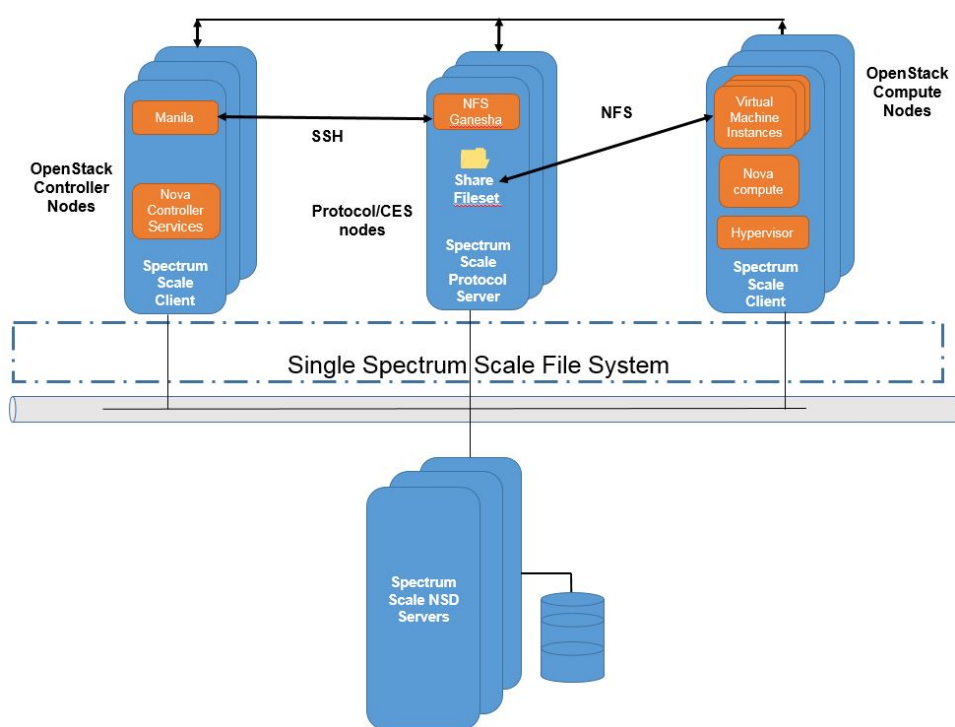 OpenStack
Controller
Nodes
Manila
Nova
Controller
Services
Spectrum
Scale
Client
SSH
Protocol/CES
nodes
NFS
Ganesha
Share
Fileset
Spectrum
Scale
Protocol
Server
NFS
Virtual
Machine
Instances
Nova
compute
Hypervisor
Spectrum
Scale
Client
OpenStack
Compute
Nodes
Single Spectrum Scale File System
Spectrum
Scale NSD
Servers